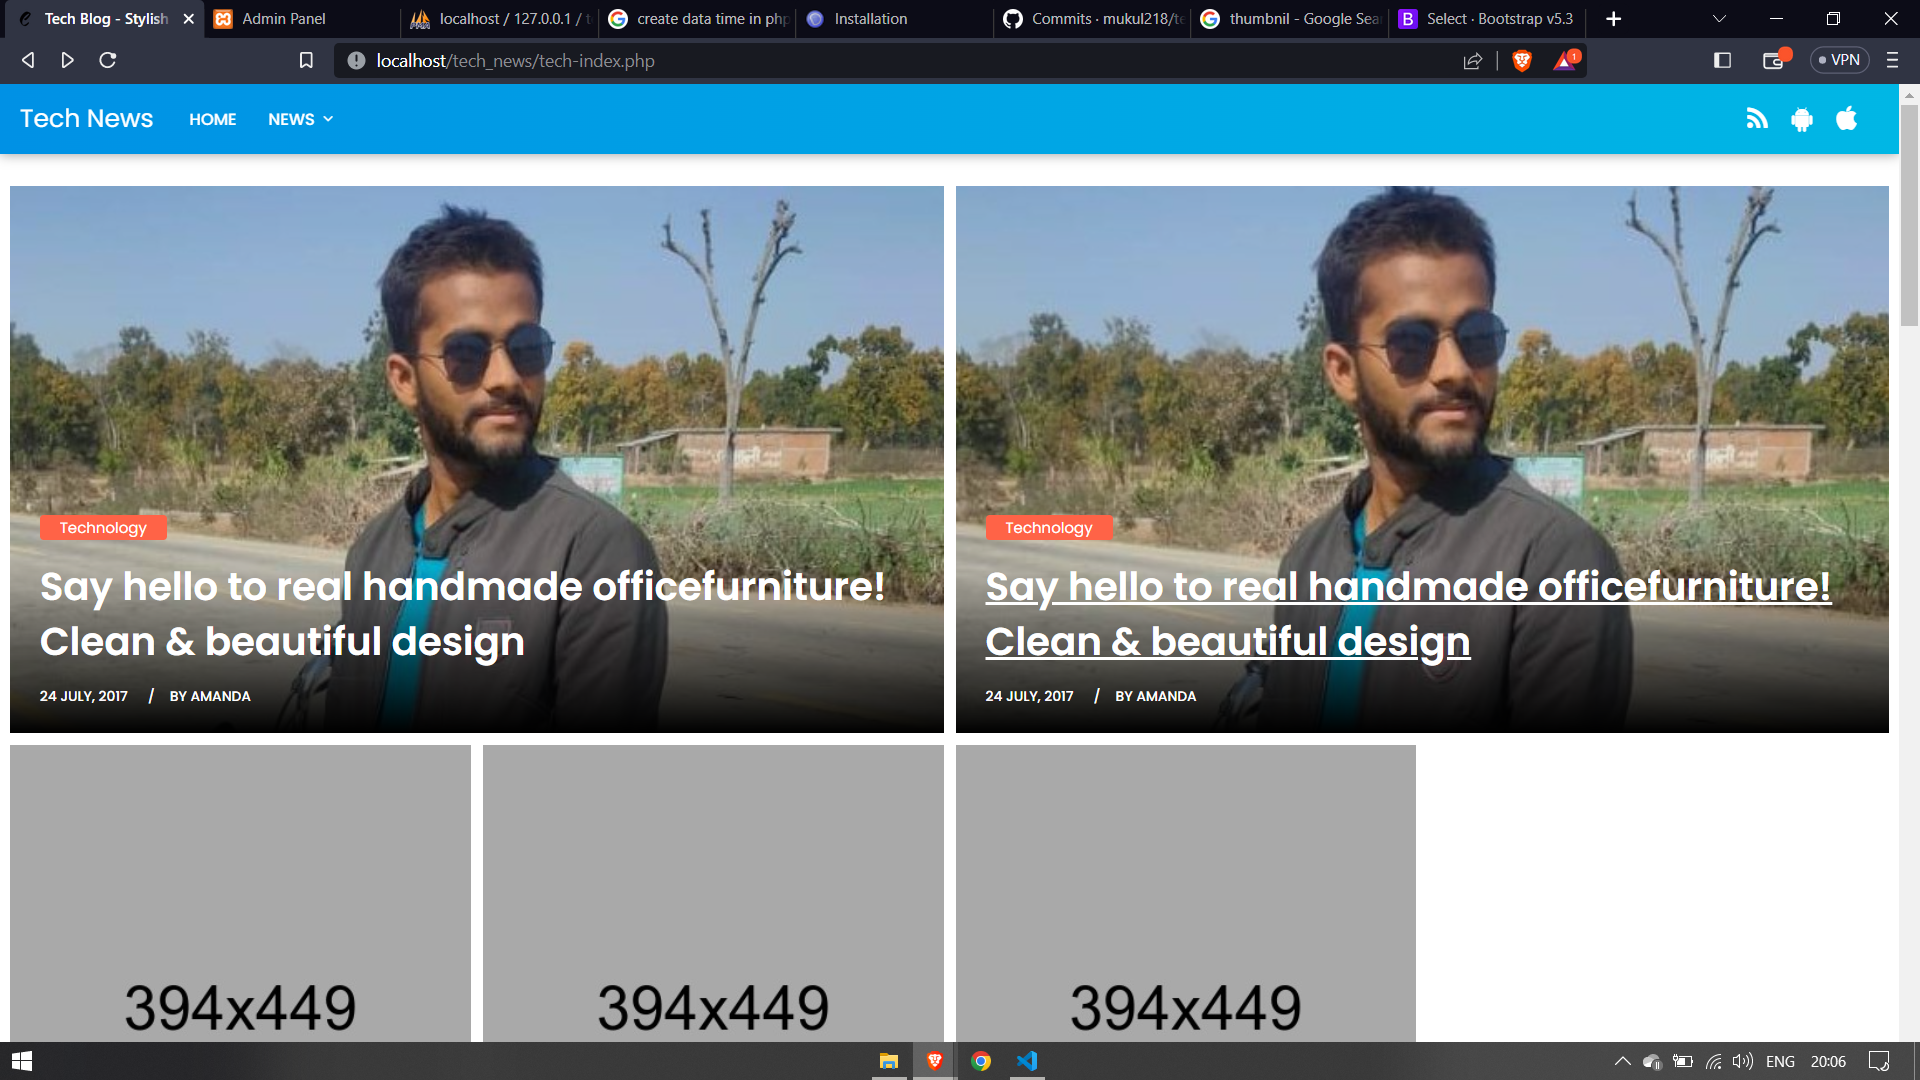 Tech Blog - Stylish
Admin Panel
localhost / 127.0.0.1 / t
create data time in php
Installation
Commits · mukul218/te
thumbnil - Google Sea
Select · Bootstrap v5.3
localhost/tech_news/tech-index.php
1
VPN
Tech News
HOME
NEWS
Technology
Say hello to real handmade officefurniture!
Clean & beautiful design
24 JULY, 2017 / BY AMANDA
Technology
Say hello to real handmade officefurniture!
Clean & beautiful design
24 JULY, 2017 / BY AMANDA
394x449
394x449
394x449
ENG
20:06